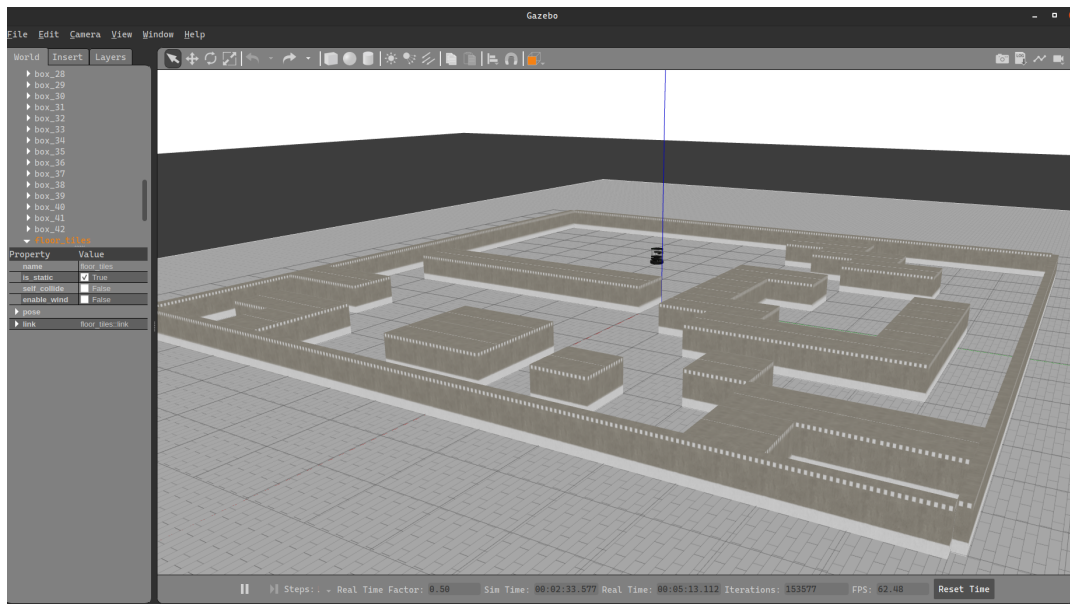 Gazebo
File Edit Camera View Window Help
World Insert Layers
box_28
box_29
box_30
box_31
box_32
box_33
box_34
box_35
box_36
box_37
box_38
box_39
box_40
box_41
box_42
floor_tiles
Property Value
name floor_tiles
is_static True
self_collide False
enable_wind False
pose
link floor_tiles::link
Steps: Real Time Factor: 0.50 Sim Time: 00:02:33.577 Real Time: 00:05:13.112 Iterations: 153577 FPS: 62.48 Reset Time